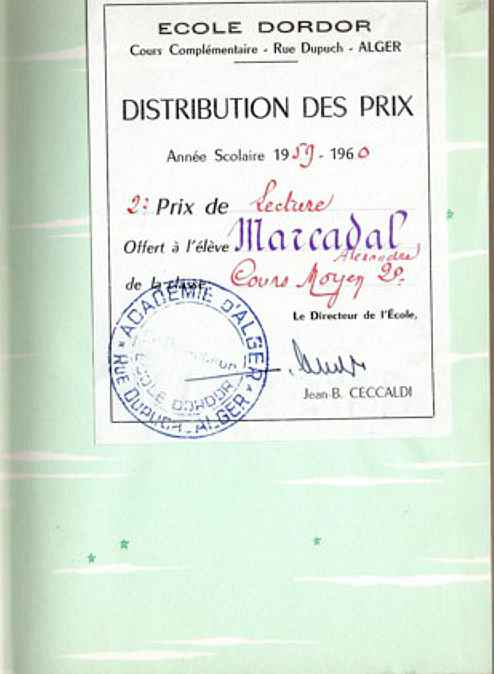 ECOLE DORDOR
Cours Complémentaire - Rue Dupuch - ALGER
DISTRIBUTION DES PRIX
Année Scolaire 1959 - 1960
2e Prix de Lecture
Offert à l'élève Marcadal
Alexandre
de la classe, Cours Moyen 2e
Le Directeur de l'École,
Jean-B. CECCALDI
ACADÉMIE D'ALGER
ECOLE DORDOR
RUE DUPUCH _ ALGER